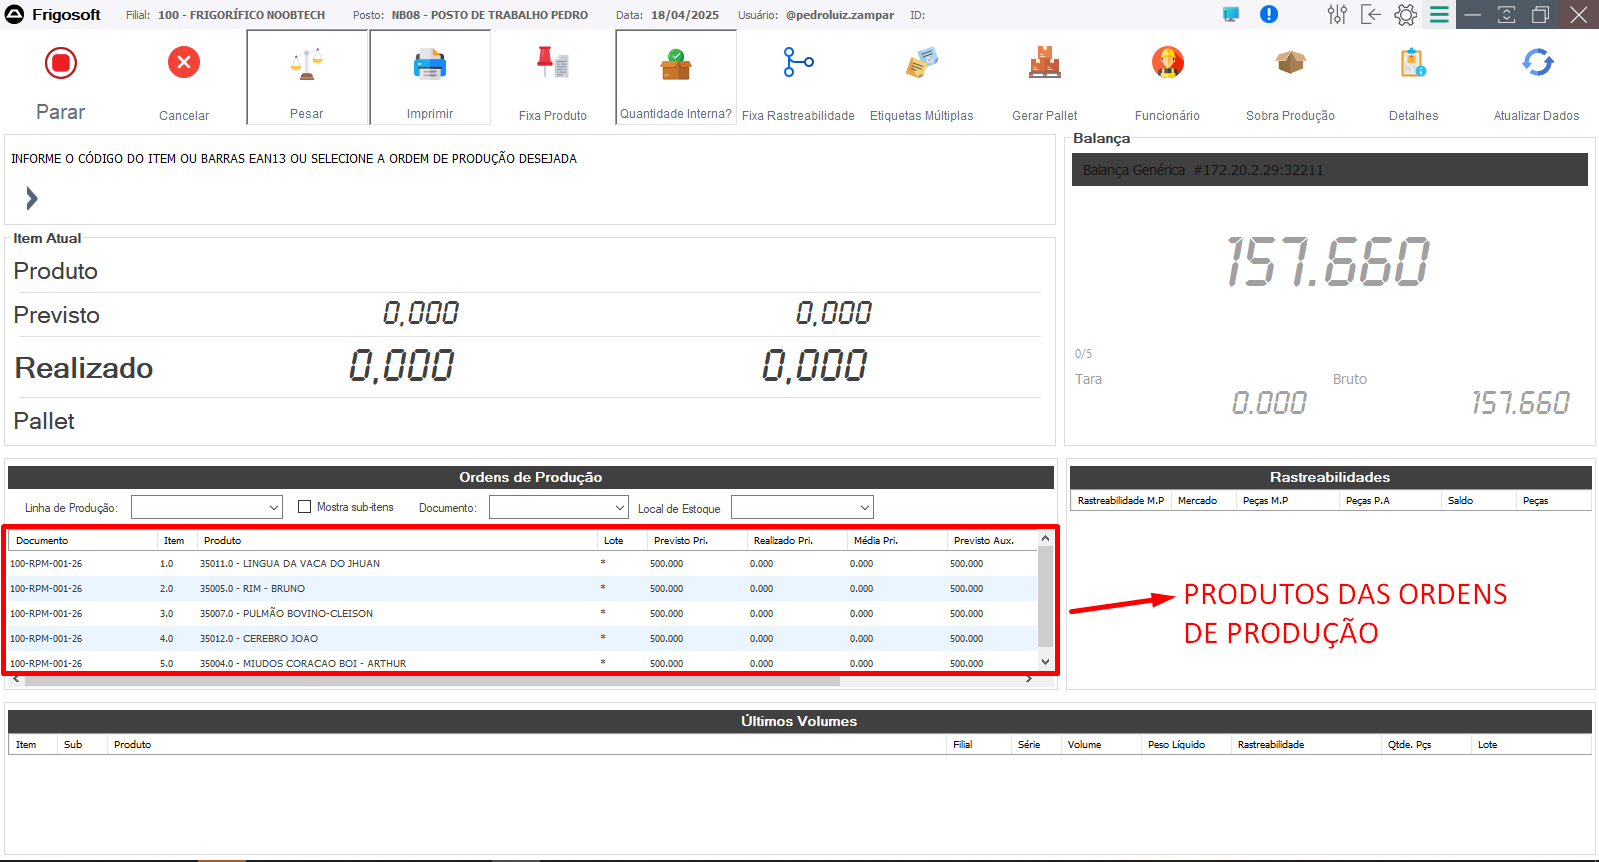 Frigosoft Filial: 100 - FRIGORÍFICO NOOBTECH Posto: NB08 - POSTO DE TRABALHO PEDRO Data: 18/04/2025 Usuário: @pedroluiz.zampar ID:
Parar Cancelar Pesar Imprimir Fixa Produto Quantidade Interna? Fixa Rastreabilidade Etiquetas Múltiplas Gerar Pallet Funcionário Sobra Produção Detalhes Atualizar Dados
INFORME O CÓDIGO DO ITEM OU BARRAS EAN13 OU SELECIONE A ORDEM DE PRODUÇÃO DESEJADA
Balança
Balança Genérica #172.20.2.29:32211
157.660
0/5
Tara Bruto
0.000 157.660
Item Atual
Produto
Previsto 0,000 0,000
Realizado 0,000 0,000
Pallet
Ordens de Produção
Linha de Produção: Mostra sub-itens Documento: Local de Estoque
Documento Item Produto Lote Previsto Pri. Realizado Pri. Média Pri. Previsto Aux.
100-RPM-001-26 1.0 35011.0 - LINGUA DA VACA DO JHUAN * 500.000 0.000 0.000 500.000
100-RPM-001-26 2.0 35005.0 - RIM - BRUNO * 500.000 0.000 0.000 500.000
100-RPM-001-26 3.0 35007.0 - PULMÃO BOVINO-CLEISON * 500.000 0.000 0.000 500.000
100-RPM-001-26 4.0 35012.0 - CEREBRO JOAO * 500.000 0.000 0.000 500.000
100-RPM-001-26 5.0 35004.0 - MIUDOS CORACAO BOI - ARTHUR * 500.000 0.000 0.000 500.000
Rastreabilidades
Rastreabilidade M.P Mercado Peças M.P Peças P.A Saldo Peças
PRODUTOS DAS ORDENS
DE PRODUÇÃO
Últimos Volumes
Item Sub Produto Filial Série Volume Peso Líquido Rastreabilidade Qtde. Pçs Lote